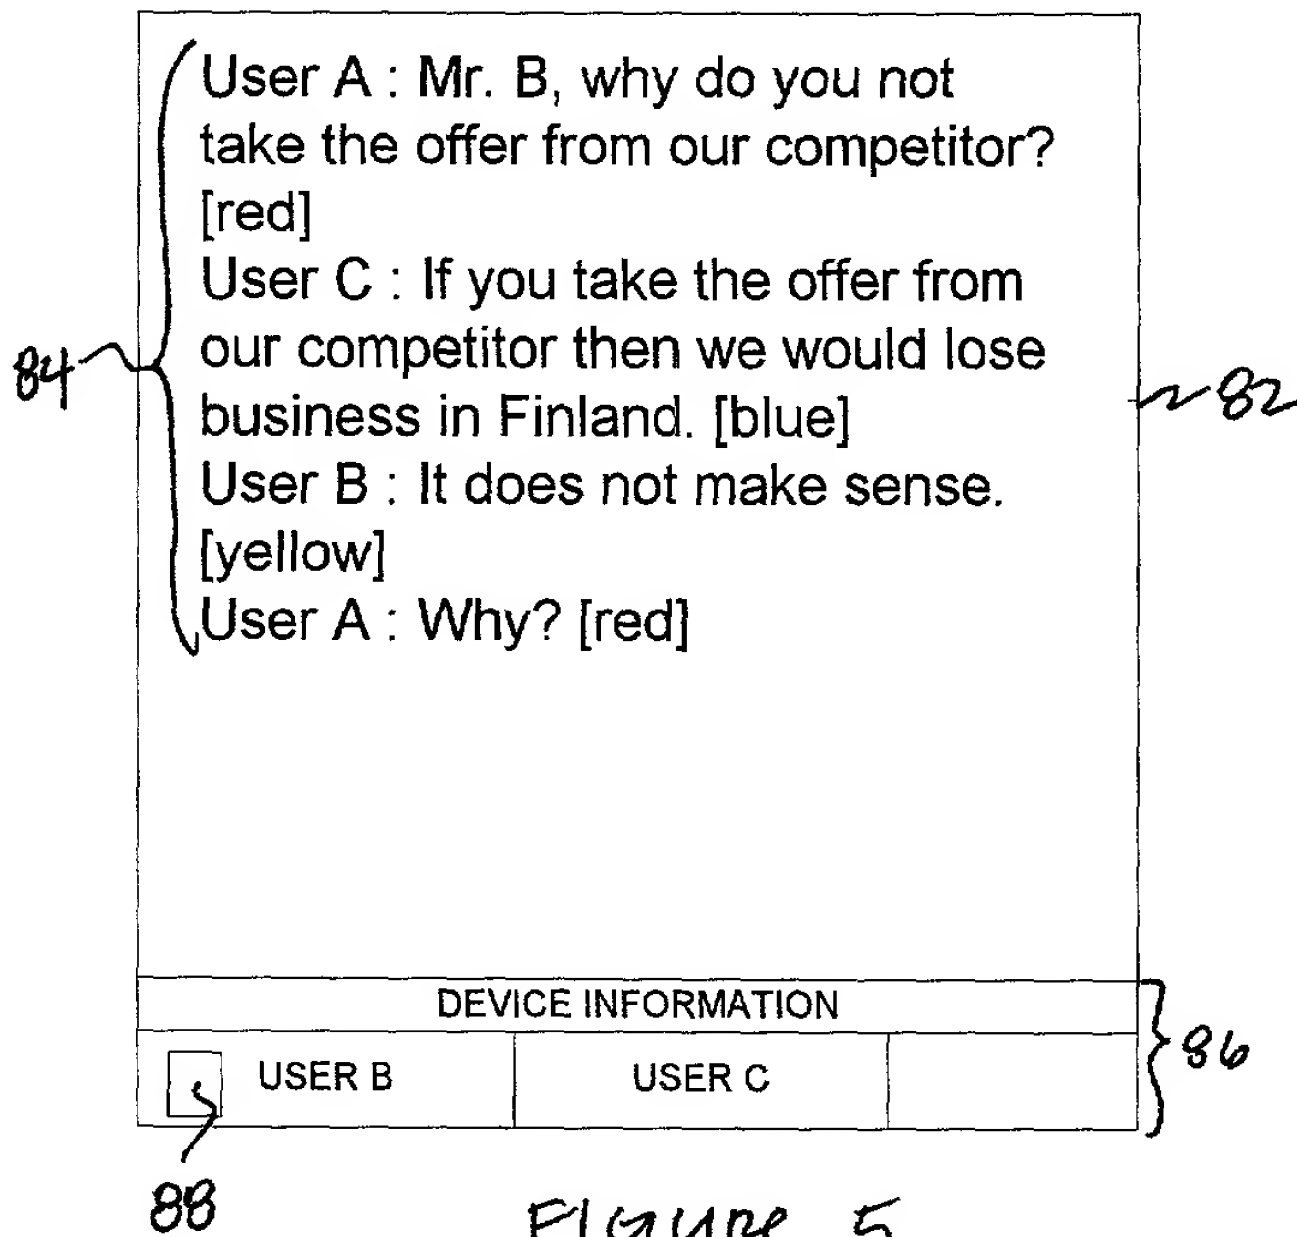 User A : Mr. B, why do you not
take the offer from our competitor?
[red]
User C : If you take the offer from
our competitor then we would lose
business in Finland. [blue]
User B : It does not make sense.
[yellow]
User A : Why? [red]
84
82
DEVICE INFORMATION
USER B USER C
86
88
Figure 5